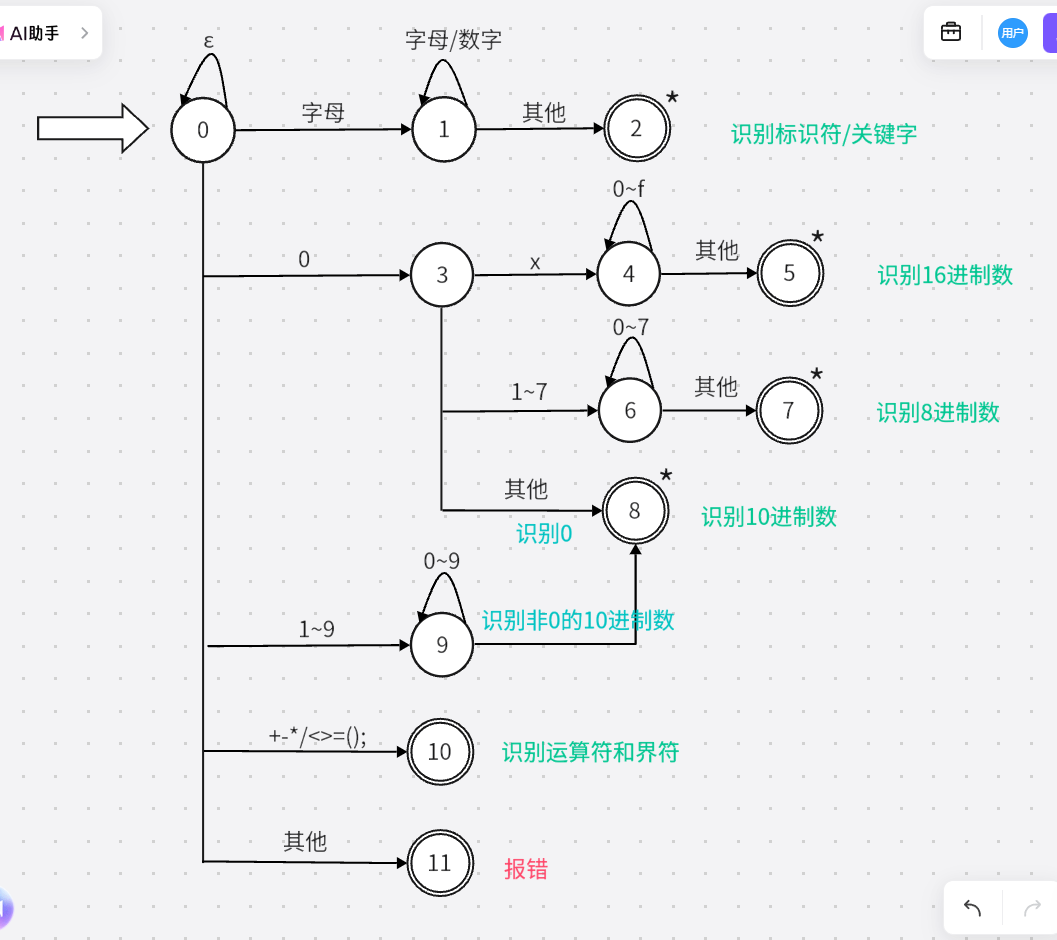 AI助手
用户
ε
字母/数字
0
字母
1
其他
2
*
识别标识符/关键字
0~f
0
3
x
4
其他
5
*
识别16进制数
0~7
1~7
6
其他
7
*
识别8进制数
其他
8
*
识别10进制数
识别0
0~9
1~9
9
识别非0的10进制数
+-*/<>=();
10
识别运算符和界符
其他
11
报错